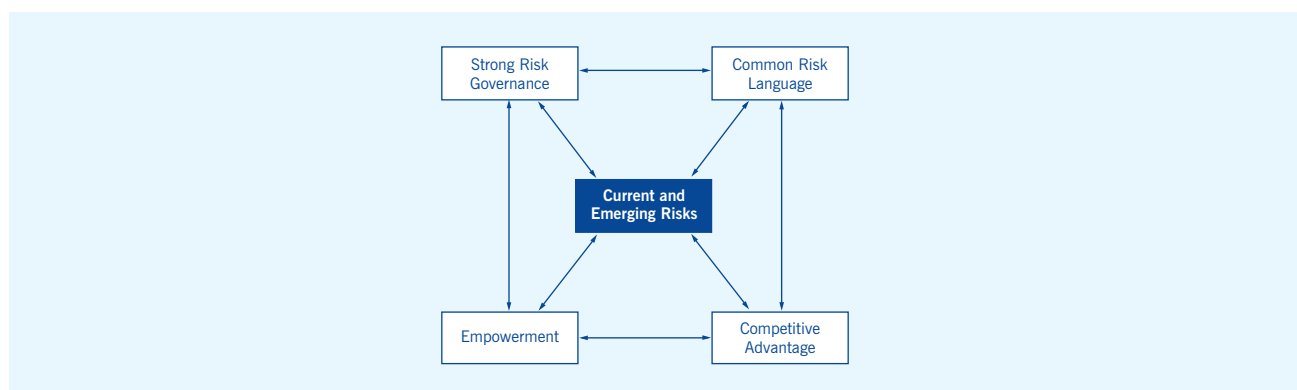 Strong Risk
Governance
Common Risk
Language
Current and
Emerging Risks
Empowerment
Competitive
Advantage